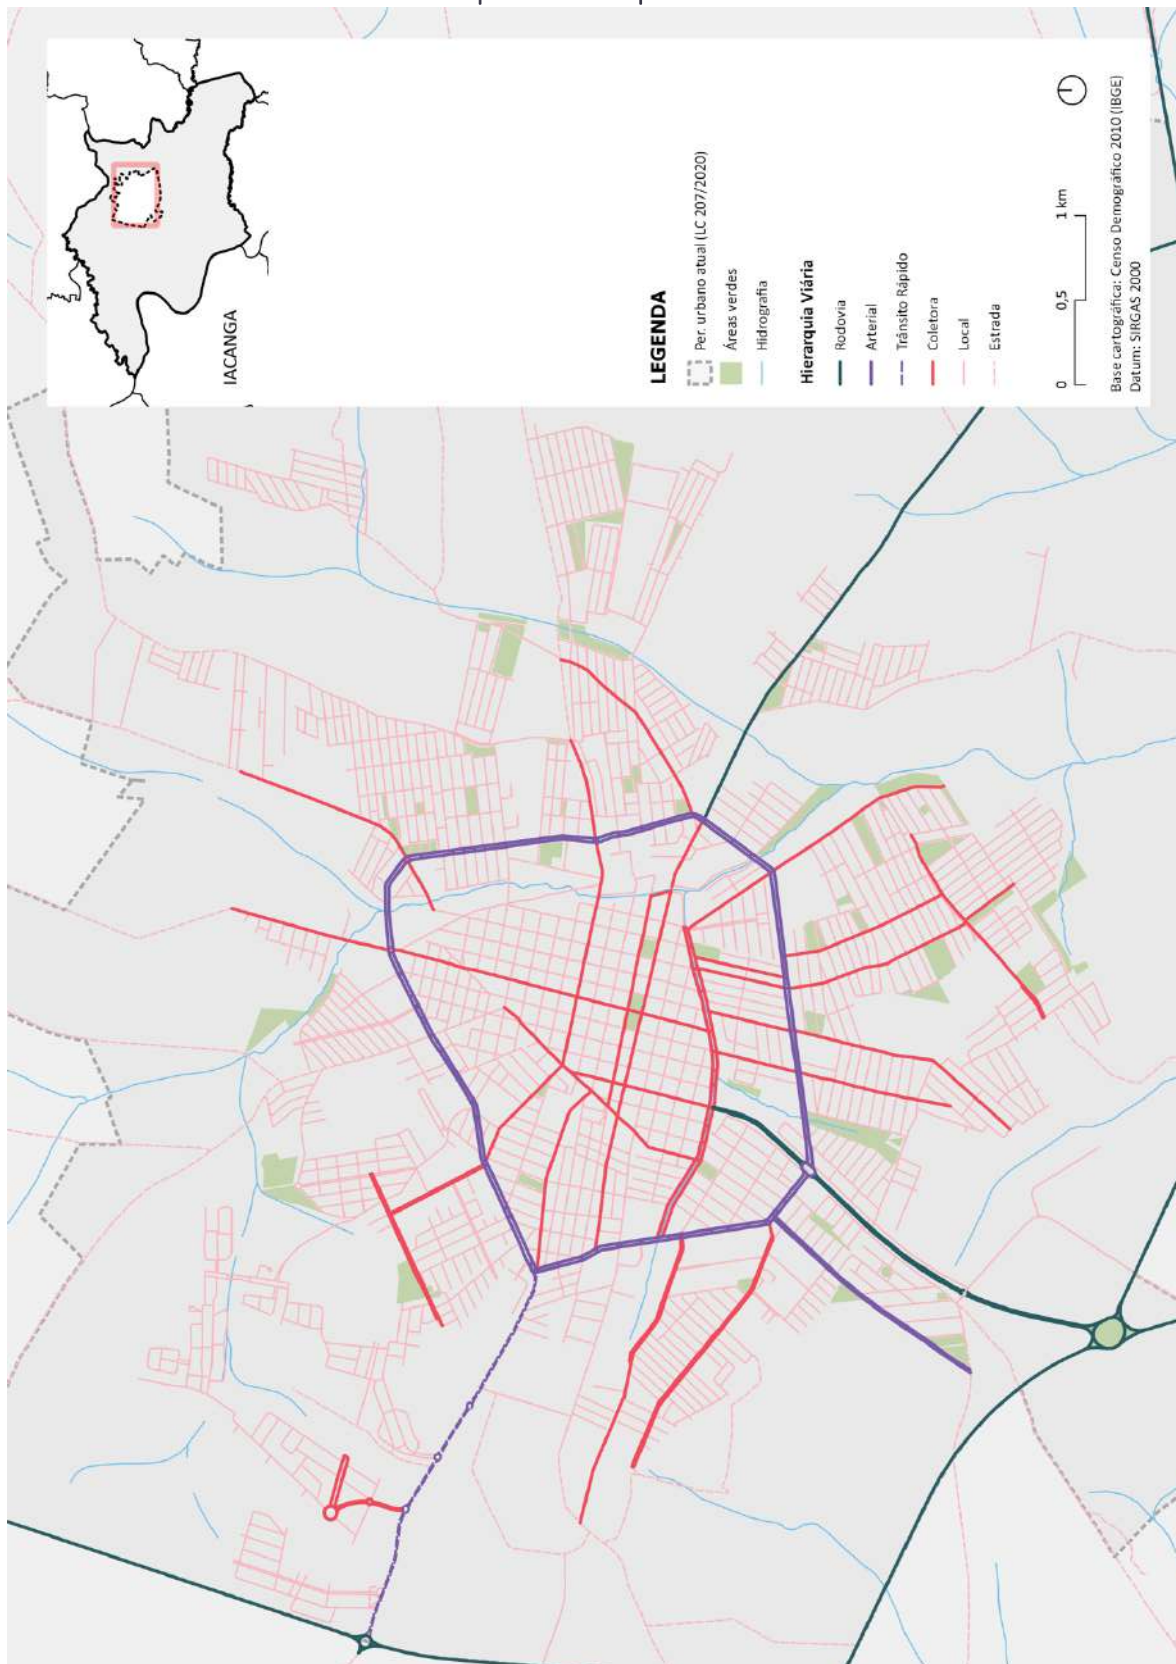 IACANGA
LEGENDA
Per. urbano atual (LC 207/2020)
Áreas verdes
Hidrografia
Hierarquia Viária
Rodovia
Arterial
Trânsito Rápido
Coletora
Local
Estrada
0 0,5 1 km
Base cartográfica: Censo Demográfico 2010 (IBGE)
Datum: SIRGAS 2000